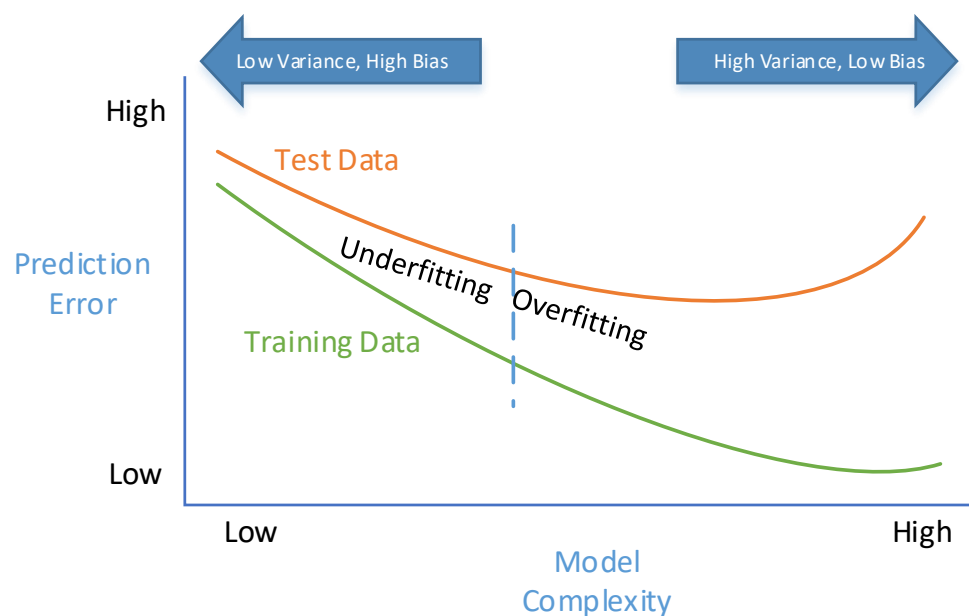 Low Variance, High Bias
High Variance, Low Bias
High
Test Data
Prediction
Error
Underfitting
Overfitting
Training Data
Low
Low
High
Model
Complexity